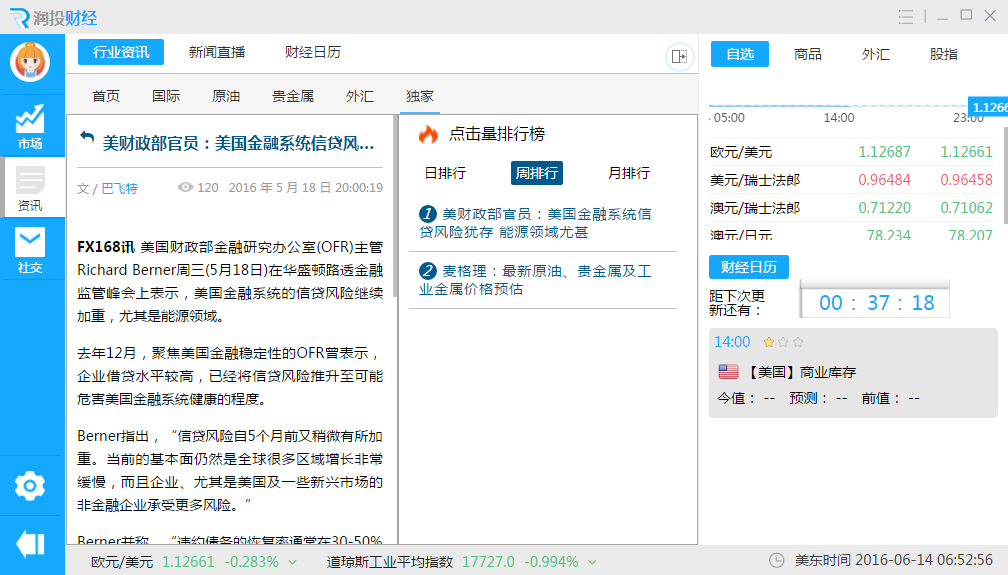 润投财经
市场
资讯
社交
行业资讯 新闻直播 财经日历
首页 国际 原油 贵金属 外汇 独家
美财政部官员：美国金融系统信贷风...
文 / 巴飞特 120 2016 年 5 月 18 日 20:00:19
FX168讯 美国财政部金融研究办公室(OFR)主管
Richard Berner周三(5月18日)在华盛顿路透金融
监管峰会上表示，美国金融系统的信贷风险继续
加重，尤其是能源领域。
去年12月，聚焦美国金融稳定性的OFR曾表示，
企业借贷水平较高，已经将信贷风险推升至可能
危害美国金融系统健康的程度。
Berner指出，“信贷风险自5个月前又稍微有所加
重。当前的基本面仍然是全球很多区域增长非常
缓慢，而且企业、尤其是美国及一些新兴市场的
非金融企业承受更多风险。”
Berner并称，“违约债务的恢复率通常在30-50%
点击量排行榜
日排行 周排行 月排行
1 美财政部官员：美国金融系统信
贷风险犹存 能源领域尤甚
2 麦格理：最新原油、贵金属及工
业金属价格预估
自选 商品 外汇 股指
1.1266
05:00 14:00 23:00
欧元/美元 1.12687 1.12661
美元/瑞士法郎 0.96484 0.96458
澳元/瑞士法郎 0.71220 0.71062
澳元/日元 78.234 78.207
财经日历
距下次更
新还有： 00 : 37 : 18
14:00
【美国】商业库存
今值： -- 预测： -- 前值： --
欧元/美元 1.12661 -0.283% 道琼斯工业平均指数 17727.0 -0.994% 美东时间 2016-06-14 06:52:56